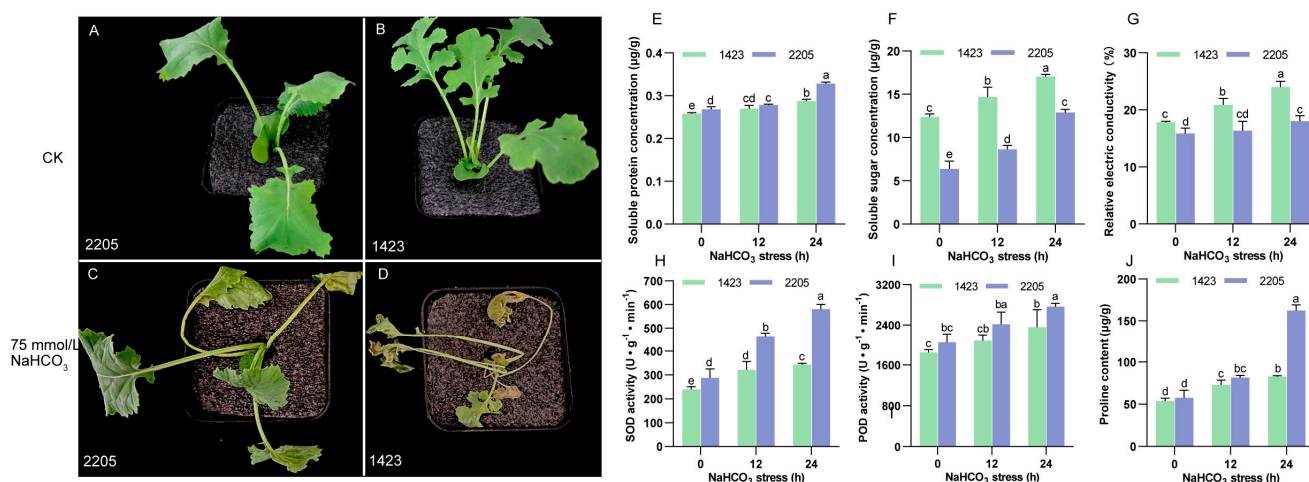 A
B
CK
2205
1423
C
D
75 mmol/L
NaHCO3
2205
1423
E
1423 2205
Soluble protein concentration (μg/g)
0.4
0.3
0.2
0.1
0.0
e d cd c b a
0 12 24
NaHCO3 stress (h)
F
1423 2205
Soluble sugar concentration (μg/g)
20
15
10
5
0
c e b d a c
0 12 24
NaHCO3 stress (h)
G
1423 2205
Relative electric conductivity (%)
30
20
10
0
c d b cd a c
0 12 24
NaHCO3 stress (h)
H
1423 2205
SOD activity (U • g-1 • min-1)
700
600
500
400
300
200
100
0
e d c b c a
0 12 24
NaHCO3 stress (h)
I
1423 2205
POD activity (U • g-1 • min-1)
3200
2400
1600
800
0
c bc cb ba a a
0 12 24
NaHCO3 stress (h)
J
1423 2205
Proline content (μg/g)
200
150
100
50
0
d d c bc b a
0 12 24
NaHCO3 stress (h)